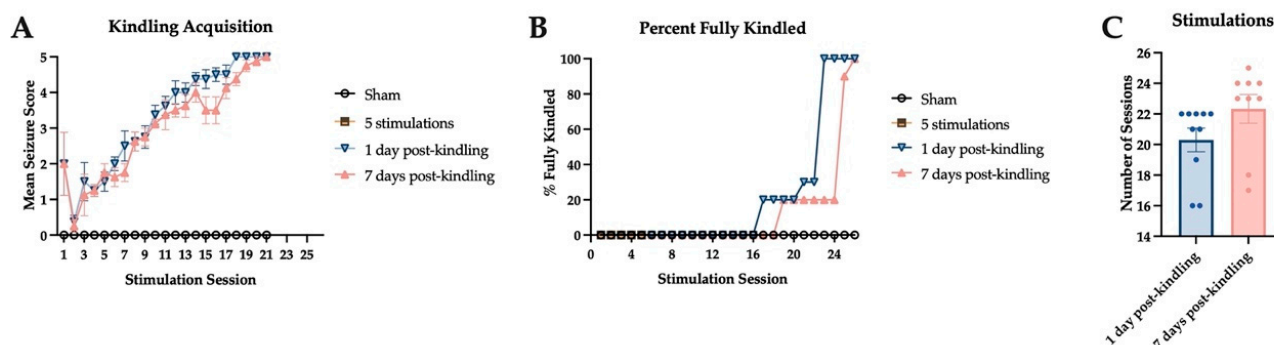 A
Kindling Acquisition
Mean Seizure Score
5
4
3
2
1
0
1 3 5 7 9 11 13 15 17 19 21 23 25
Stimulation Session
Sham
5 stimulations
1 day post-kindling
7 days post-kindling
B
Percent Fully Kindled
% Fully Kindled
100
80
60
40
20
0
0 4 8 12 16 20 24
Stimulation Session
Sham
5 stimulations
1 day post-kindling
7 days post-kindling
C
Stimulations
Number of Sessions
26
24
22
20
18
16
14
1 day post-kindling
7 days post-kindling